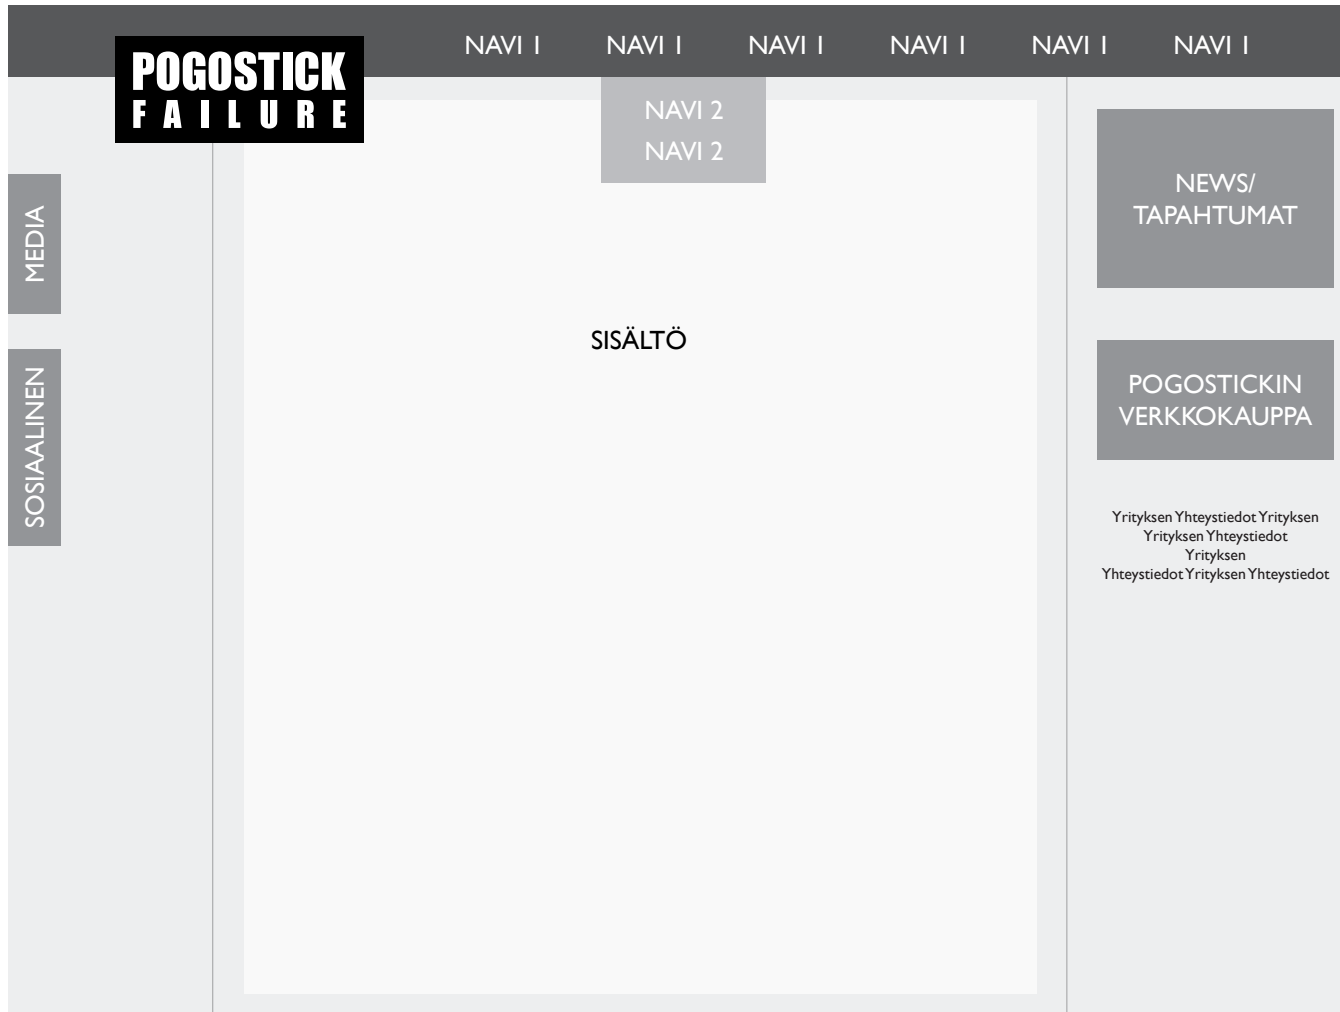 NAVI 1 NAVI 1 NAVI 1 NAVI 1 NAVI 1 NAVI 1
POGOSTICK
FAILURE
NAVI 2
NAVI 2
MEDIA
SOSIAALINEN
SISÄLTÖ
NEWS/
TAPAHTUMAT
POGOSTICKIN
VERKKOKAUPPA
Yrityksen Yhteystiedot Yrityksen
Yrityksen Yhteystiedot
Yrityksen
Yhteystiedot Yrityksen Yhteystiedot